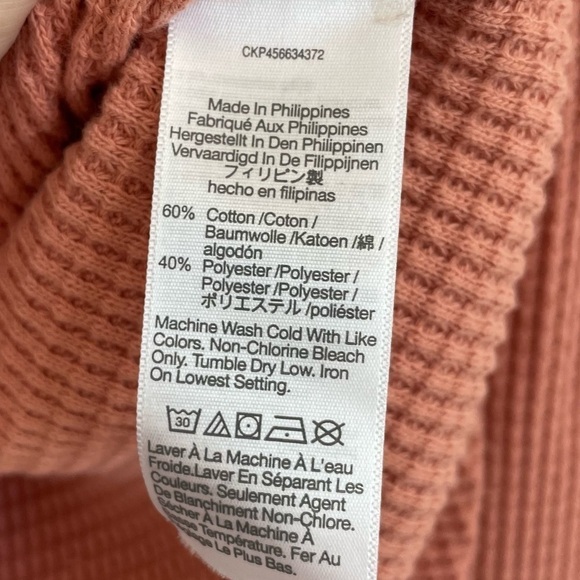 CKP456634372
Made In Philippines
Fabriqué Aux Philippines
Hergestellt In Den Philippinen
Vervaardigd In De Filippijnen
フィリピン製
hecho en filipinas
60% Cotton /Coton /
Baumwolle /Katoen /綿 /
algodón
40% Polyester /Polyester /
Polyester /Polyester /
ポリエステル /poliéster
Machine Wash Cold With Like
Colors. Non-Chlorine Bleach
Only. Tumble Dry Low. Iron
On Lowest Setting.
30
Laver À La Machine À L'eau
Froide.Laver En Séparant Les
Couleurs. Seulement Agent
De Blanchiment Non-Chlore.
Sécher À La Machine À
Température. Fer Au
Le Plus Bas.